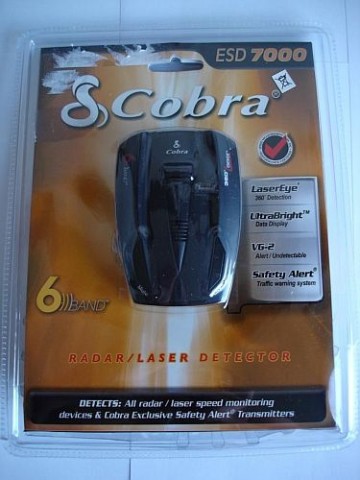 ESD 7000
Cobra
Cobra
LaserEye®
360° Detection
UltraBright™
Data Display
VG-2
Alert / Undetectable
Safety Alert®
Traffic warning system
6 BAND
RADAR/LASER DETECTOR
DETECTS: All radar / laser speed monitoring
devices & Cobra Exclusive Safety Alert® Transmitters